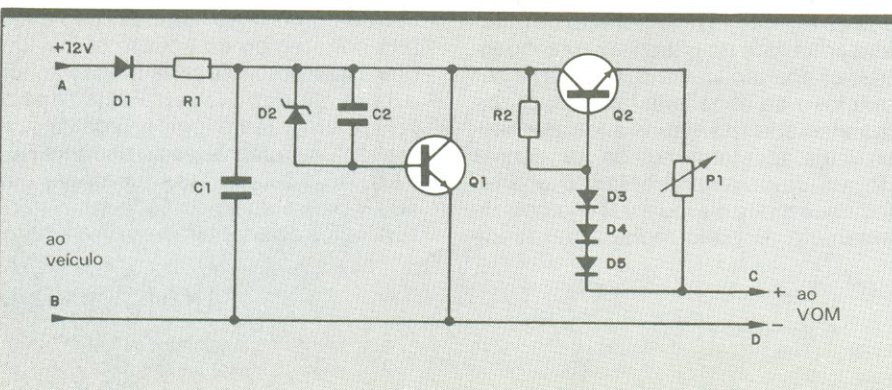 +12V
A
D1
R1
D2
C2
C1
Q1
R2
Q2
D3
D4
D5
P1
ao
veículo
B
C
+ ao
VOM
−
D